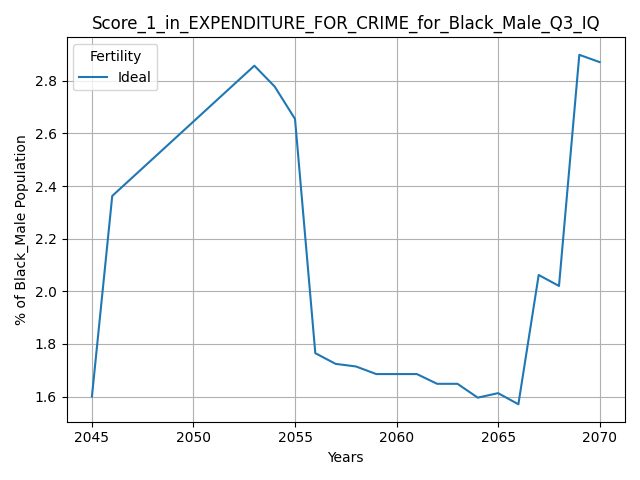 Score_1_in_EXPENDITURE_FOR_CRIME_for_Black_Male_Q3_IQ
Fertility
Ideal
% of Black_Male Population
2.8
2.6
2.4
2.2
2.0
1.8
1.6
2045
2050
2055
2060
2065
2070
Years